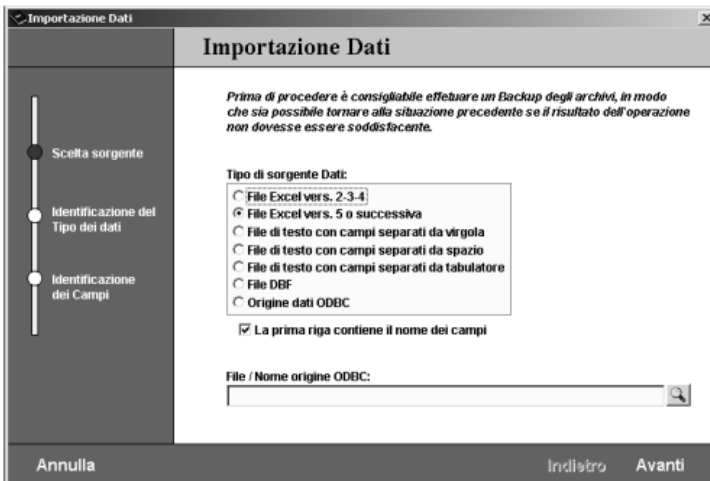 Importazione Dati
Importazione Dati
Prima di procedere è consigliabile effetuare un Backup degli archivi, in modo
che sia possibile tornare alla situazione precedente se il risultato dell'operazione
non dovesse essere soddisfacente.
Scelta sorgente
Identificazione del
Tipo dei dati
Identificazione
dei Campi
Tipo di sorgente Dati:
File Excel vers. 2-3-4
File Excel vers. 5 o successiva
File di testo con campi separati da virgola
File di testo con campi separati da spazio
File di testo con campi separati da tabulatore
File DBF
Origine dati ODBC
La prima riga contiene il nome dei campi
File / Nome origine ODBC:
Annulla
Indietro
Avanti